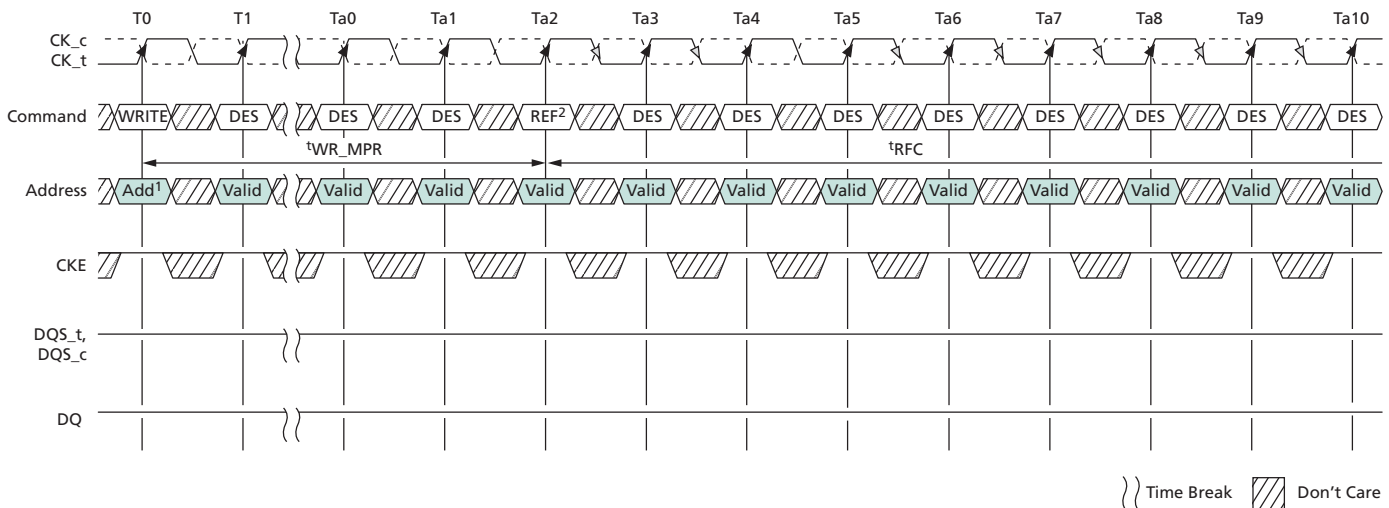 T0 T1 Ta0 Ta1 Ta2 Ta3 Ta4 Ta5 Ta6 Ta7 Ta8 Ta9 Ta10
CK_c
CK_t
Command WRITE DES DES DES REF² DES DES DES DES DES DES DES DES
tWR_MPR tRFC
Address Add¹ Valid Valid Valid Valid Valid Valid Valid Valid Valid Valid Valid Valid
CKE
DQS_t,
DQS_c
DQ
Time Break Don't Care